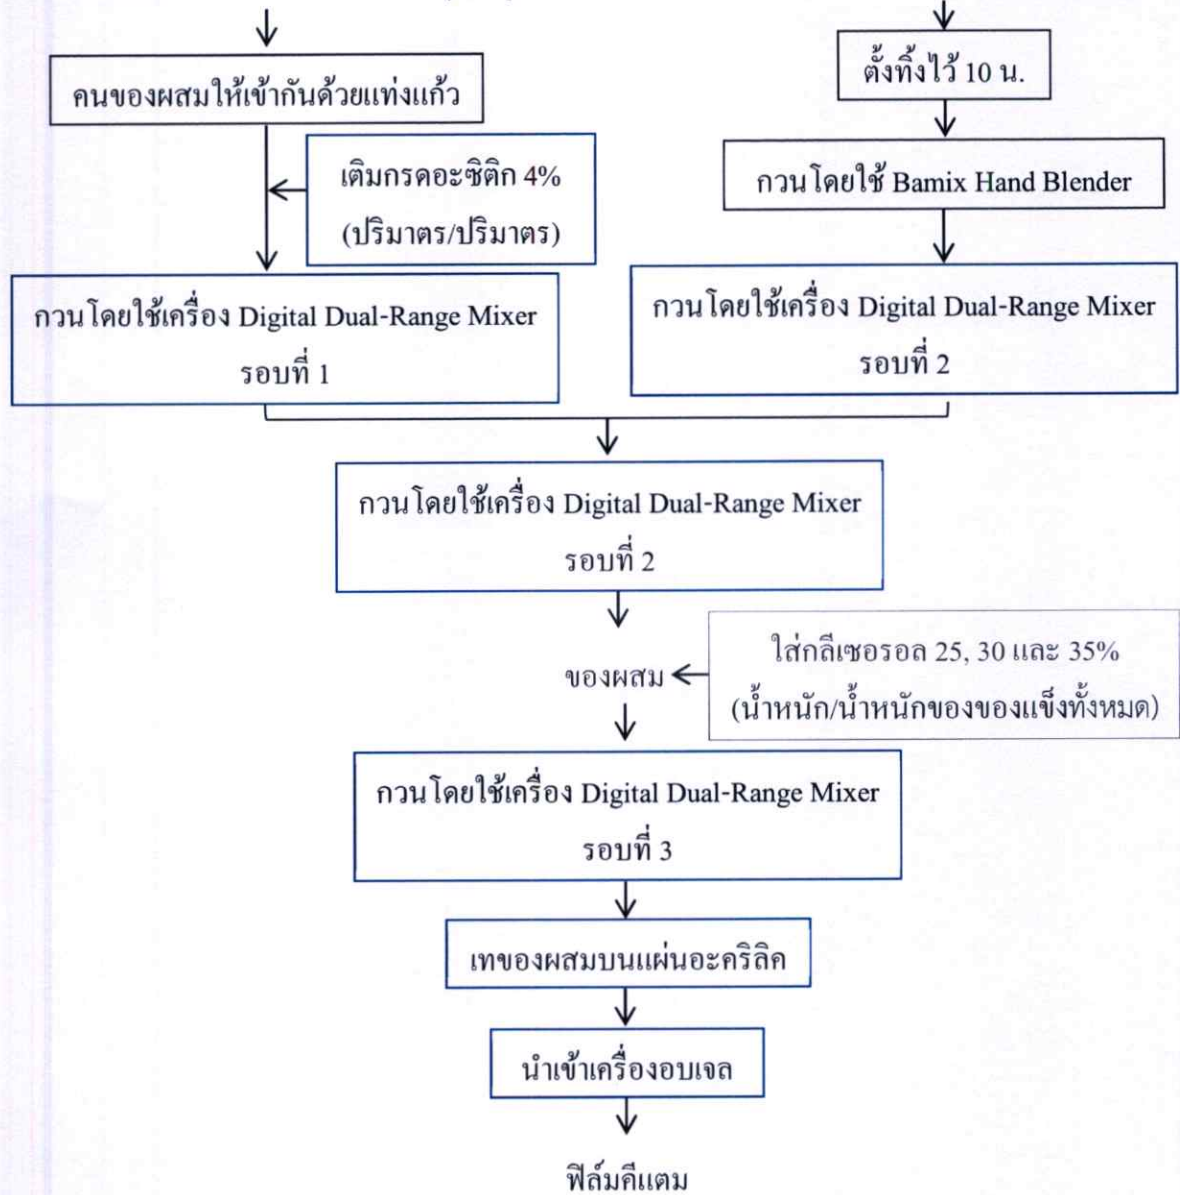 คนของผสมให้เข้ากันด้วยแท่งแก้ว
เติมกรดอะซิติก 4%
(ปริมาตร/ปริมาตร)
กวนโดยใช้เครื่อง Digital Dual-Range Mixer
รอบที่ 1
ตั้งทิ้งไว้ 10 น.
กวนโดยใช้ Bamix Hand Blender
กวนโดยใช้เครื่อง Digital Dual-Range Mixer
รอบที่ 2
กวนโดยใช้เครื่อง Digital Dual-Range Mixer
รอบที่ 2
ของผสม
ใส่กลีเซอรอล 25, 30 และ 35%
(น้ำหนัก/น้ำหนักของของแข็งทั้งหมด)
กวนโดยใช้เครื่อง Digital Dual-Range Mixer
รอบที่ 3
เทของผสมบนแผ่นอะคริลิค
นำเข้าเครื่องอบเจล
ฟิล์มคีแตม